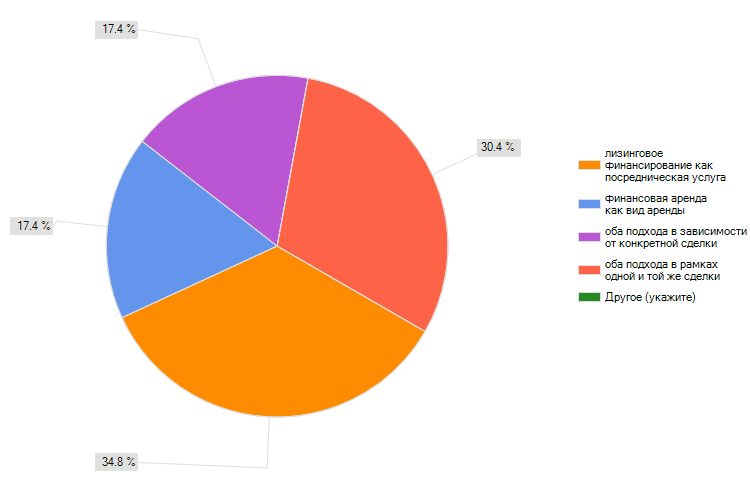 17.4 %
30.4 %
17.4 %
34.8 %
лизинговое
финансирование как
посредническая услуга
финансовая аренда
как вид аренды
оба подхода в зависимости
от конкретной сделки
оба подхода в рамках
одной и той же сделки
Другое (укажите)